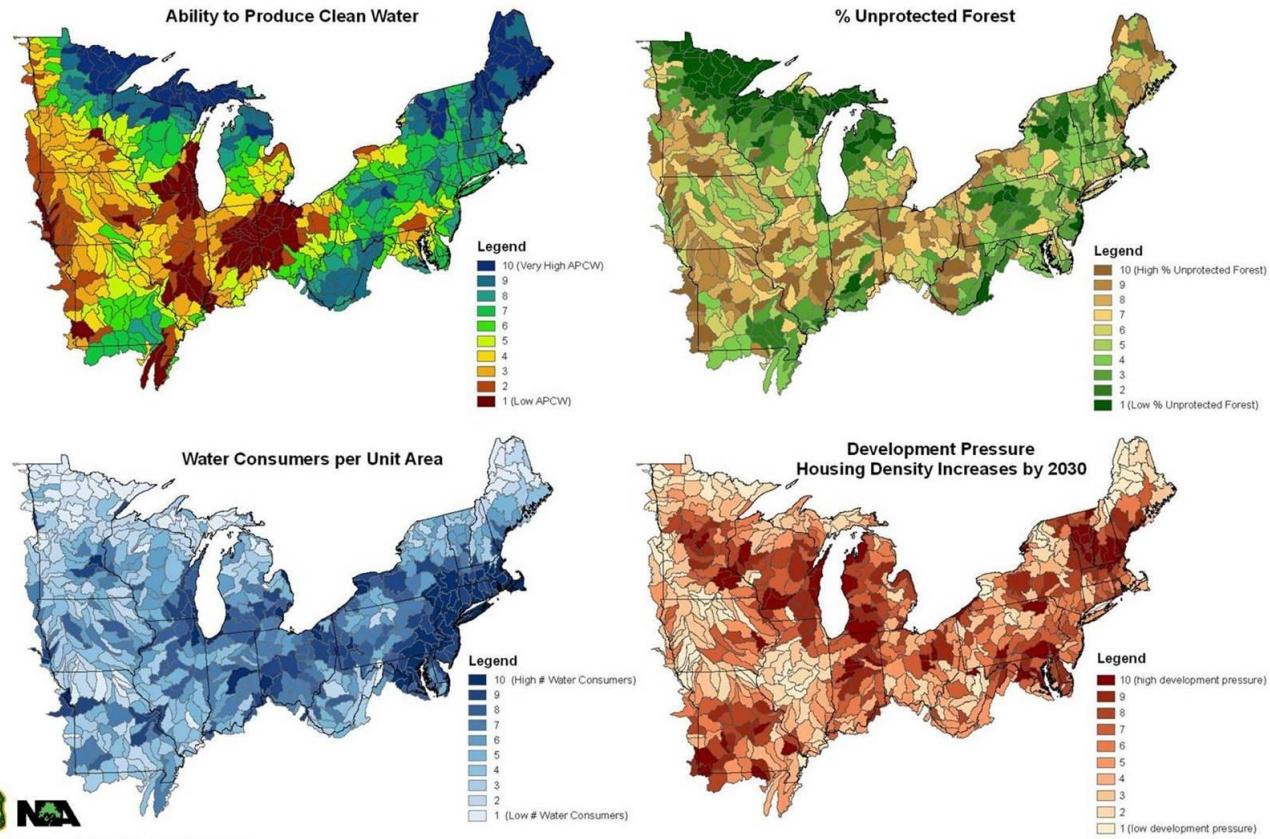 Ability to Produce Clean Water
Legend
10 (Very High APCW)
9
8
7
6
5
4
3
2
1 (Low APCW)
% Unprotected Forest
Legend
10 (High % Unprotected Forest)
9
8
7
6
5
4
3
2
1 (Low % Unprotected Forest)
Water Consumers per Unit Area
Legend
10 (High # Water Consumers)
9
8
7
6
5
4
3
2
1 (Low # Water Consumers)
Development Pressure
Housing Density Increases by 2030
Legend
10 (high development pressure)
9
8
7
6
5
4
3
2
1 (low development pressure)
NA